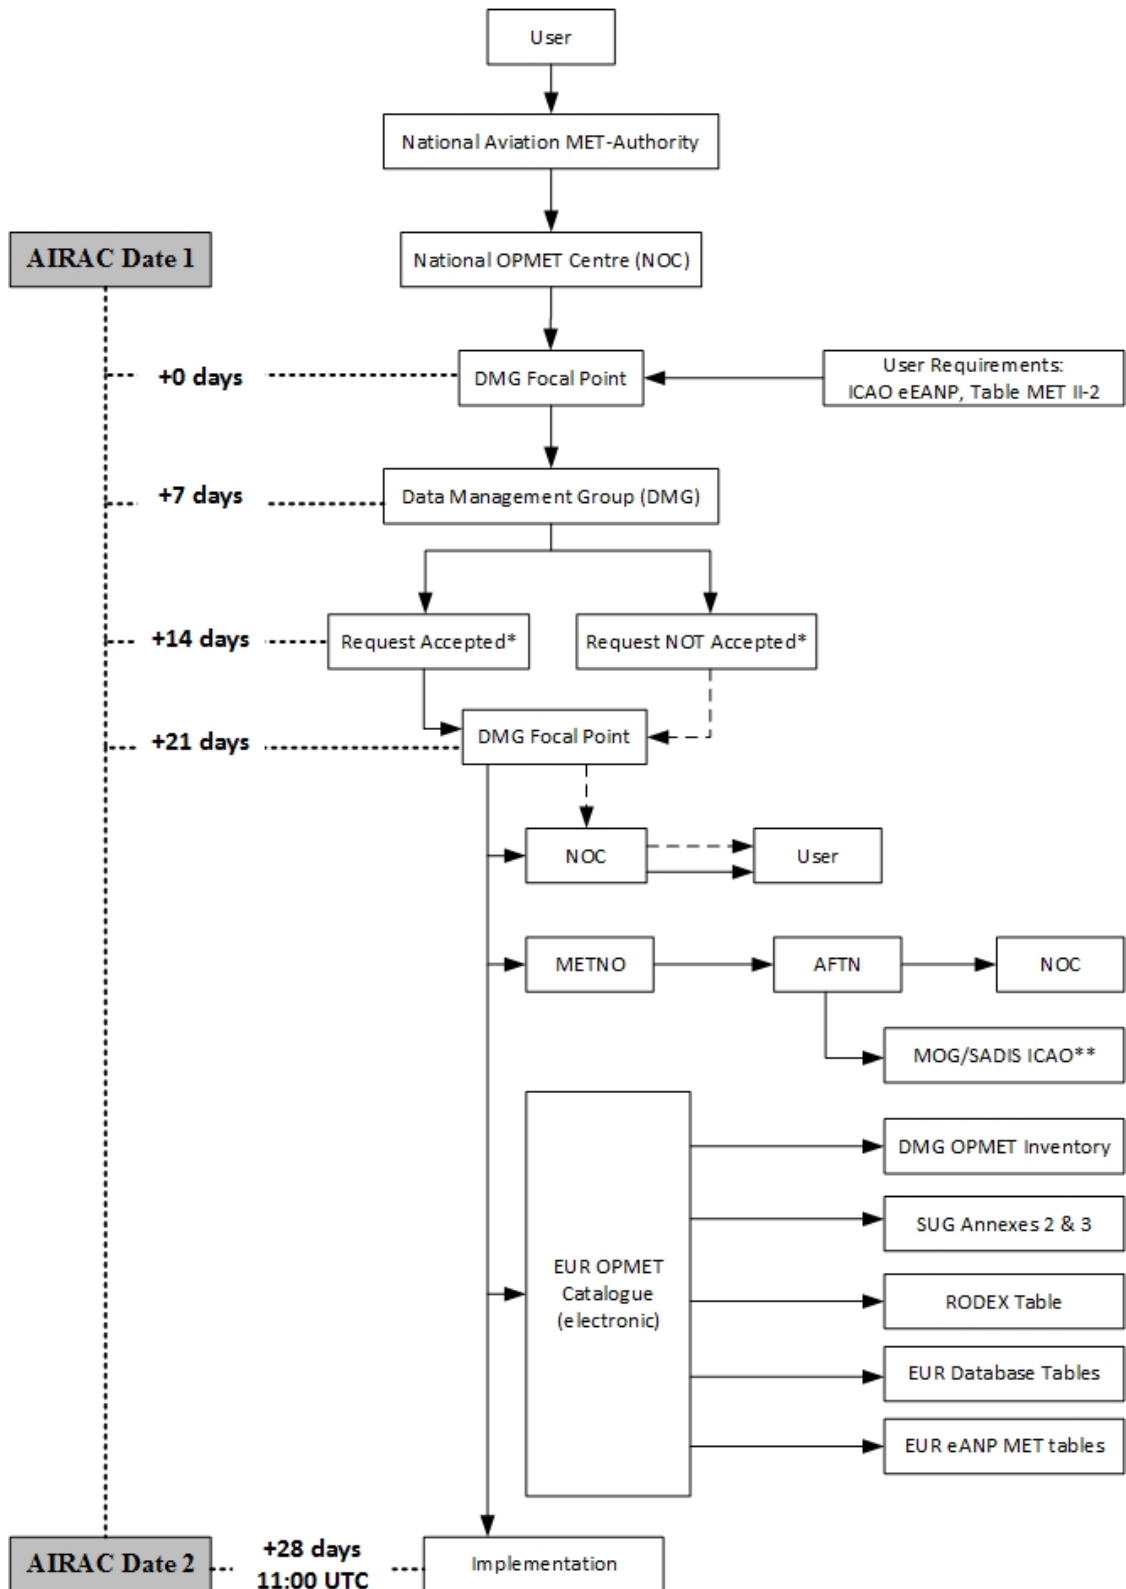 User
National Aviation MET-Authority
AIRAC Date 1
National OPMET Centre (NOC)
+0 days
DMG Focal Point
User Requirements:
ICAO eEANP, Table MET II-2
+7 days
Data Management Group (DMG)
+14 days
Request Accepted*
Request NOT Accepted*
+21 days
DMG Focal Point
NOC
User
METNO
AFTN
NOC
MOG/SADIS ICAO**
DMG OPMET Inventory
SUG Annexes 2 & 3
EUR OPMET
Catalogue
(electronic)
RODEX Table
EUR Database Tables
EUR eANP MET tables
AIRAC Date 2
+28 days
11:00 UTC
Implementation